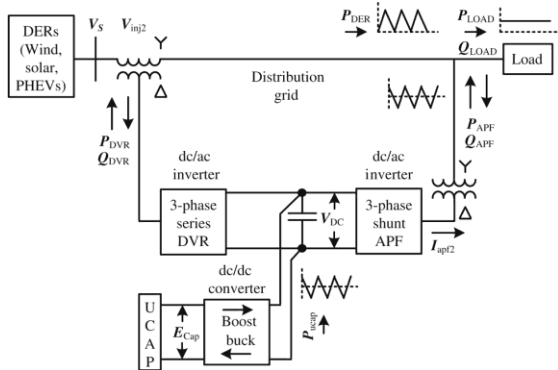 DERs
(Wind,
solar,
PHEVs)
V_S
V_inj2
P_DER
P_LOAD
Q_LOAD
Load
Distribution
grid
P_DVR
Q_DVR
P_APF
Q_APF
dc/ac
inverter
dc/ac
inverter
3-phase
series
DVR
V_DC
3-phase
shunt
APF
I_apf2
dc/dc
converter
U
C
A
P
E_Cap
Boost
buck
P_ucap